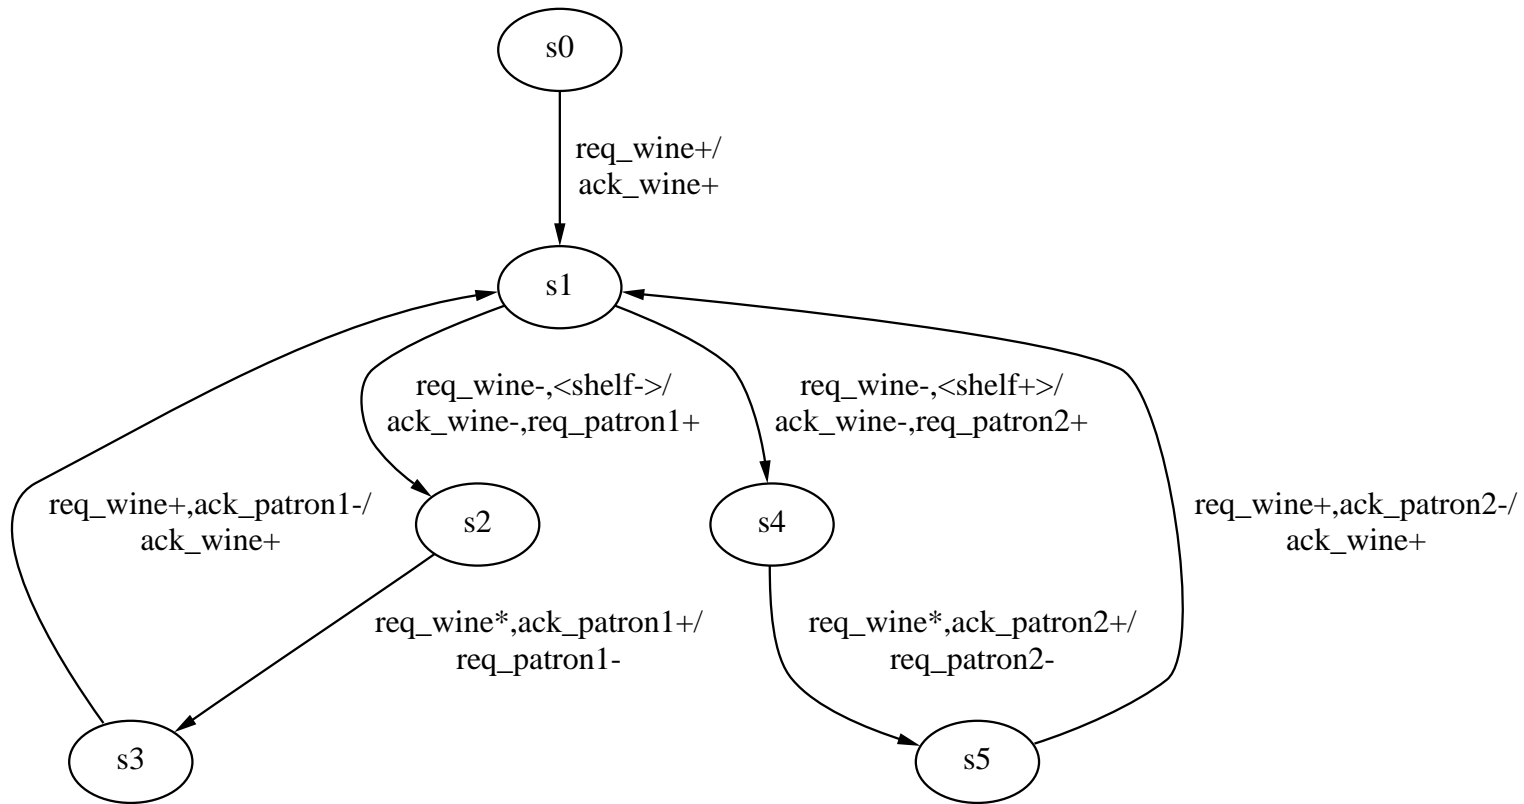 s0
req_wine+/
ack_wine+
s1
req_wine-,<shelf->/
ack_wine-,req_patron1+
req_wine-,<shelf+>/
ack_wine-,req_patron2+
req_wine+,ack_patron1-/
ack_wine+
s2
s4
req_wine+,ack_patron2-/
ack_wine+
req_wine*,ack_patron1+/
req_patron1-
req_wine*,ack_patron2+/
req_patron2-
s3
s5